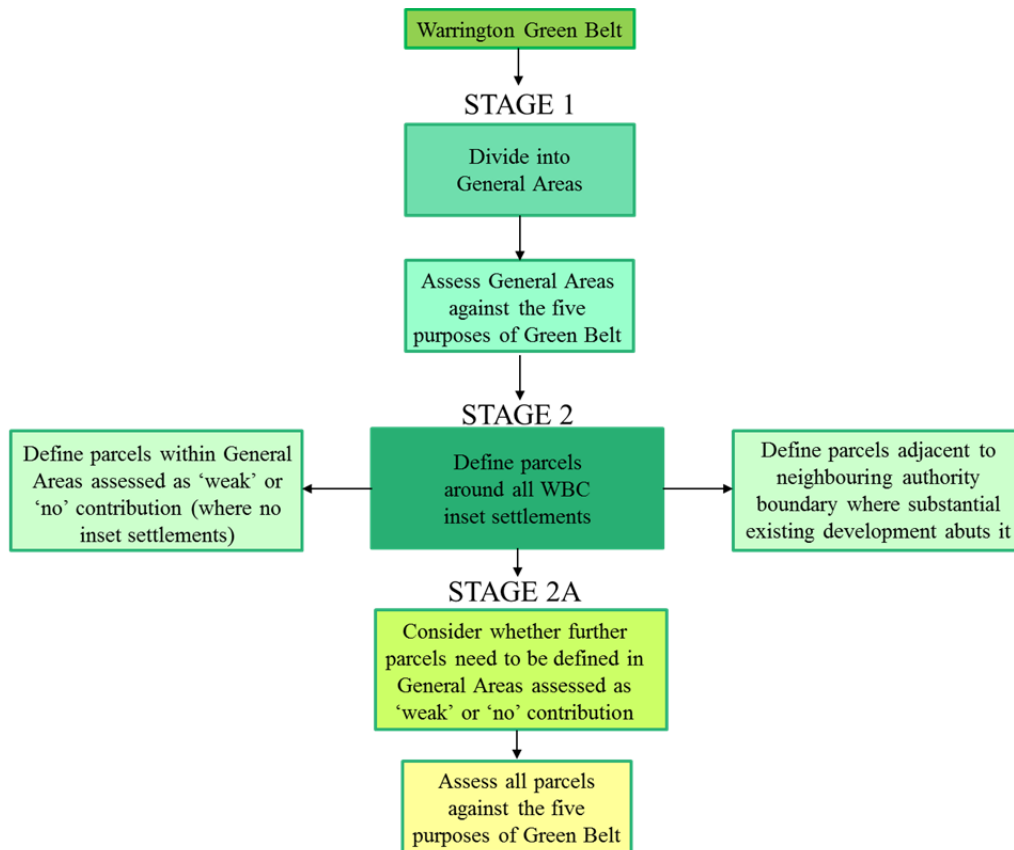 Warrington Green Belt
STAGE 1
Divide into
General Areas
Assess General Areas
against the five
purposes of Green Belt
STAGE 2
Define parcels within General
Areas assessed as ‘weak’ or
‘no’ contribution (where no
inset settlements)
Define parcels
around all WBC
inset settlements
Define parcels adjacent to
neighbouring authority
boundary where substantial
existing development abuts it
STAGE 2A
Consider whether further
parcels need to be defined in
General Areas assessed as
‘weak’ or ‘no’ contribution
Assess all parcels
against the five
purposes of Green Belt